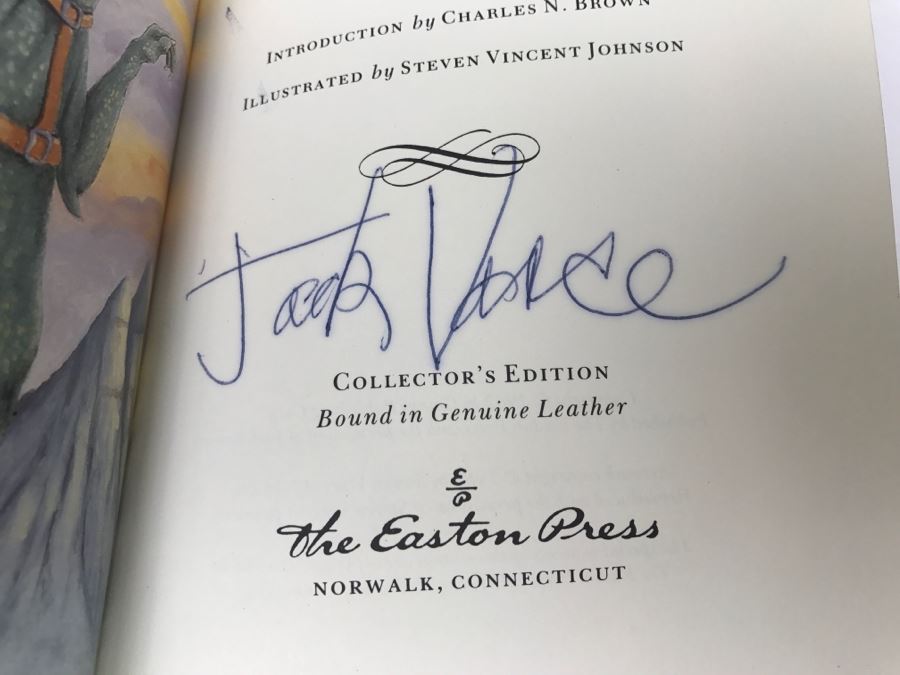 INTRODUCTION by CHARLES N. BROWN
ILLUSTRATED by STEVEN VINCENT JOHNSON
Jack Vance
COLLECTOR'S EDITION
Bound in Genuine Leather
E
P
The Easton Press
NORWALK, CONNECTICUT